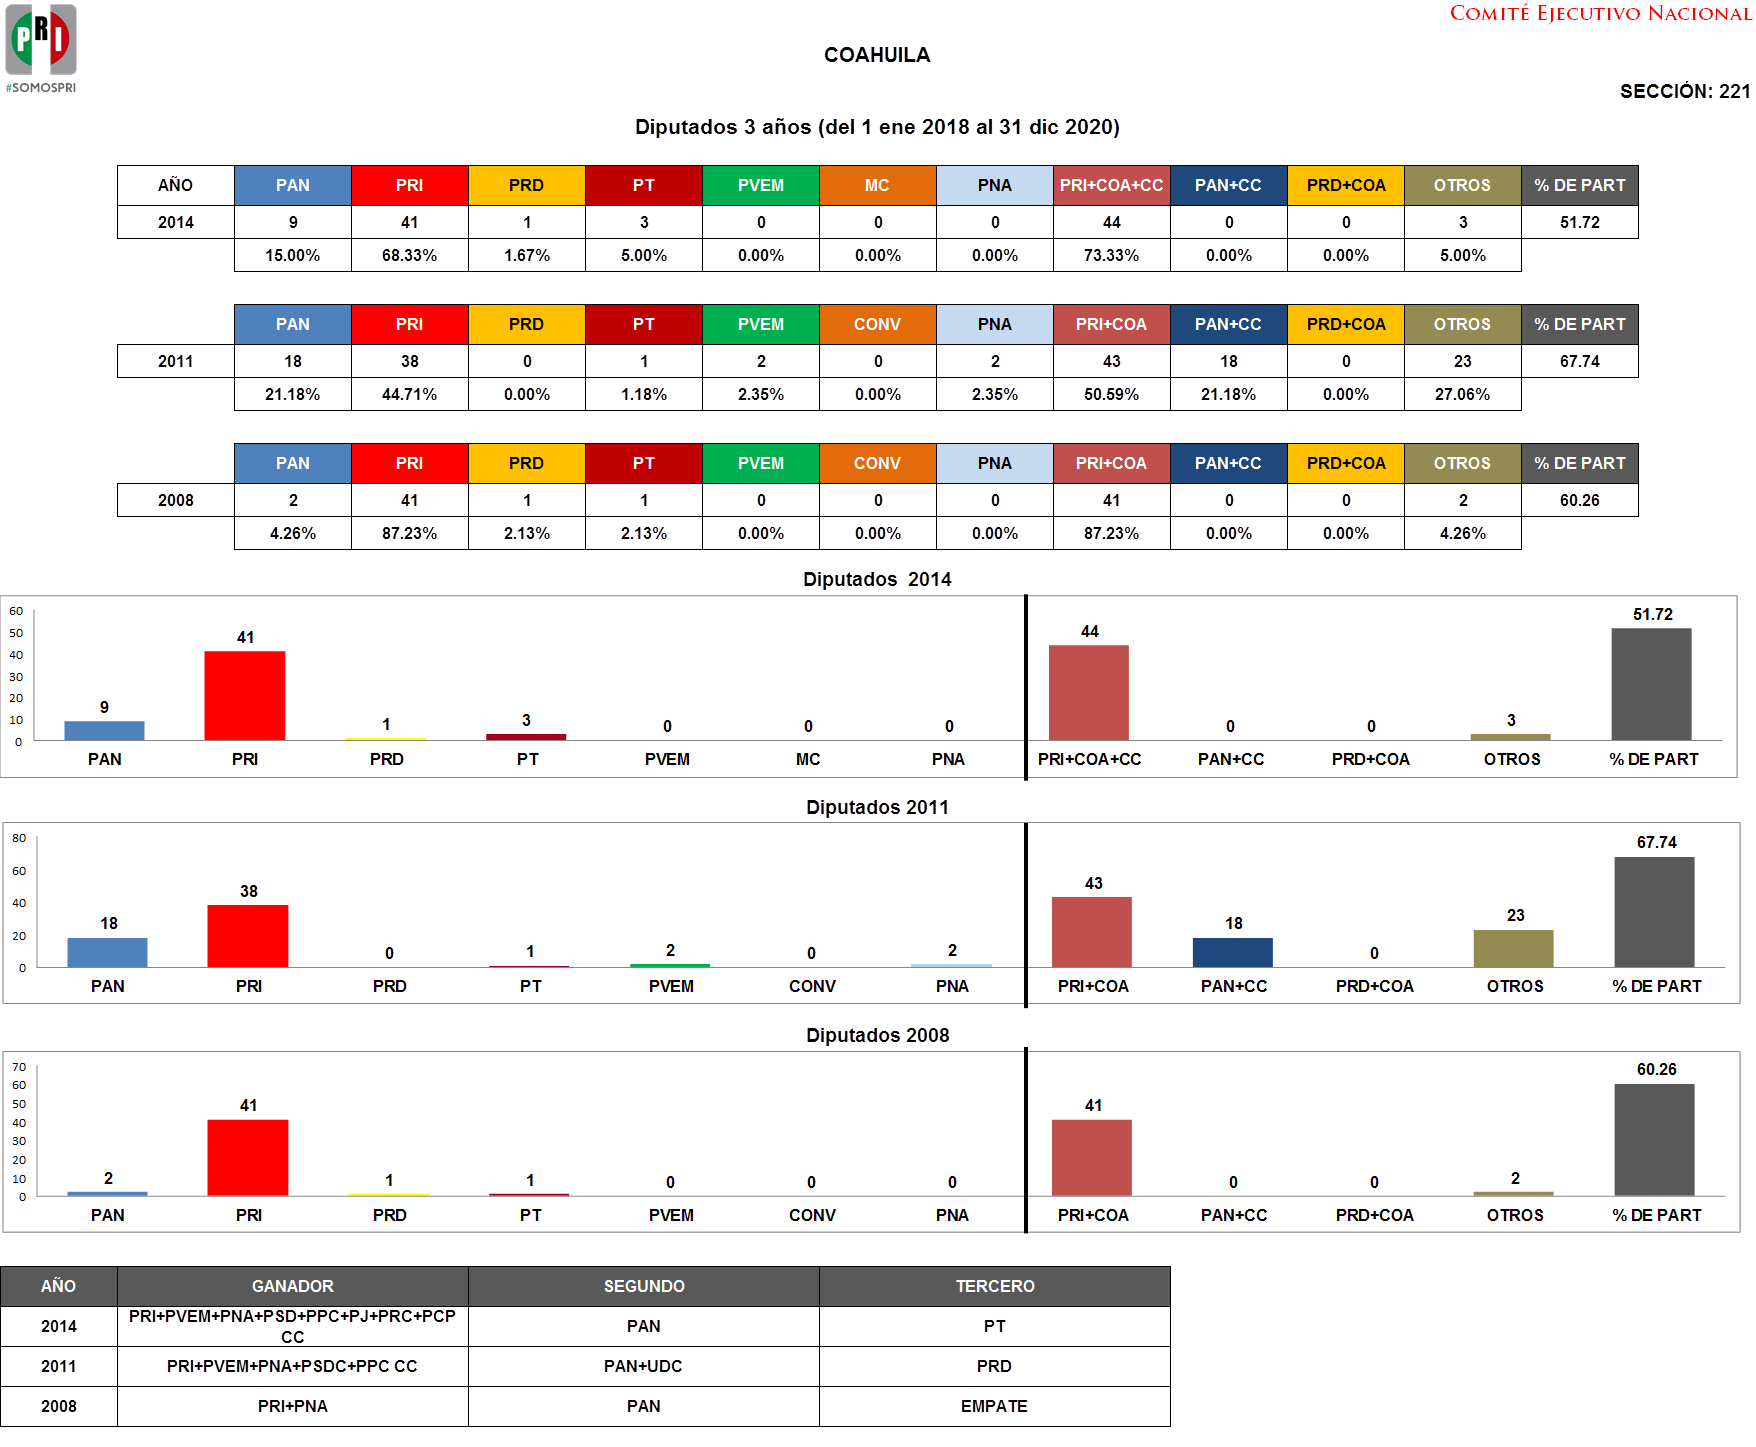 PRI
#SOMOSPRI
COMITÉ EJECUTIVO NACIONAL
COAHUILA
SECCIÓN: 221
Diputados 3 años (del 1 ene 2018 al 31 dic 2020)
AÑO PAN PRI PRD PT PVEM MC PNA PRI+COA+CC PAN+CC PRD+COA OTROS % DE PART
2014 9 41 1 3 0 0 0 44 0 0 3 51.72
15.00% 68.33% 1.67% 5.00% 0.00% 0.00% 0.00% 73.33% 0.00% 0.00% 5.00%
PAN PRI PRD PT PVEM CONV PNA PRI+COA PAN+CC PRD+COA OTROS % DE PART
2011 18 38 0 1 2 0 2 43 18 0 23 67.74
21.18% 44.71% 0.00% 1.18% 2.35% 0.00% 2.35% 50.59% 21.18% 0.00% 27.06%
PAN PRI PRD PT PVEM CONV PNA PRI+COA PAN+CC PRD+COA OTROS % DE PART
2008 2 41 1 1 0 0 0 41 0 0 2 60.26
4.26% 87.23% 2.13% 2.13% 0.00% 0.00% 0.00% 87.23% 0.00% 0.00% 4.26%
Diputados 2014
60
50
40
30
20
10
0
9 41 1 3 0 0 0 44 0 0 3 51.72
PAN PRI PRD PT PVEM MC PNA PRI+COA+CC PAN+CC PRD+COA OTROS % DE PART
Diputados 2011
80
60
40
20
0
18 38 0 1 2 0 2 43 18 0 23 67.74
PAN PRI PRD PT PVEM CONV PNA PRI+COA PAN+CC PRD+COA OTROS % DE PART
Diputados 2008
70
60
50
40
30
20
10
0
2 41 1 1 0 0 0 41 0 0 2 60.26
PAN PRI PRD PT PVEM CONV PNA PRI+COA PAN+CC PRD+COA OTROS % DE PART
AÑO GANADOR SEGUNDO TERCERO
2014 PRI+PVEM+PNA+PSD+PPC+PJ+PRC+PCP CC PAN PT
2011 PRI+PVEM+PNA+PSDC+PPC CC PAN+UDC PRD
2008 PRI+PNA PAN EMPATE